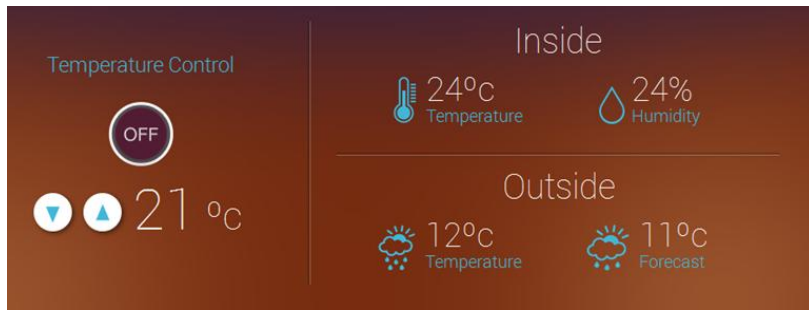 Temperature Control
OFF
21 ºc
Inside
24ºc
Temperature
24%
Humidity
Outside
12ºc
Temperature
11ºc
Forecast